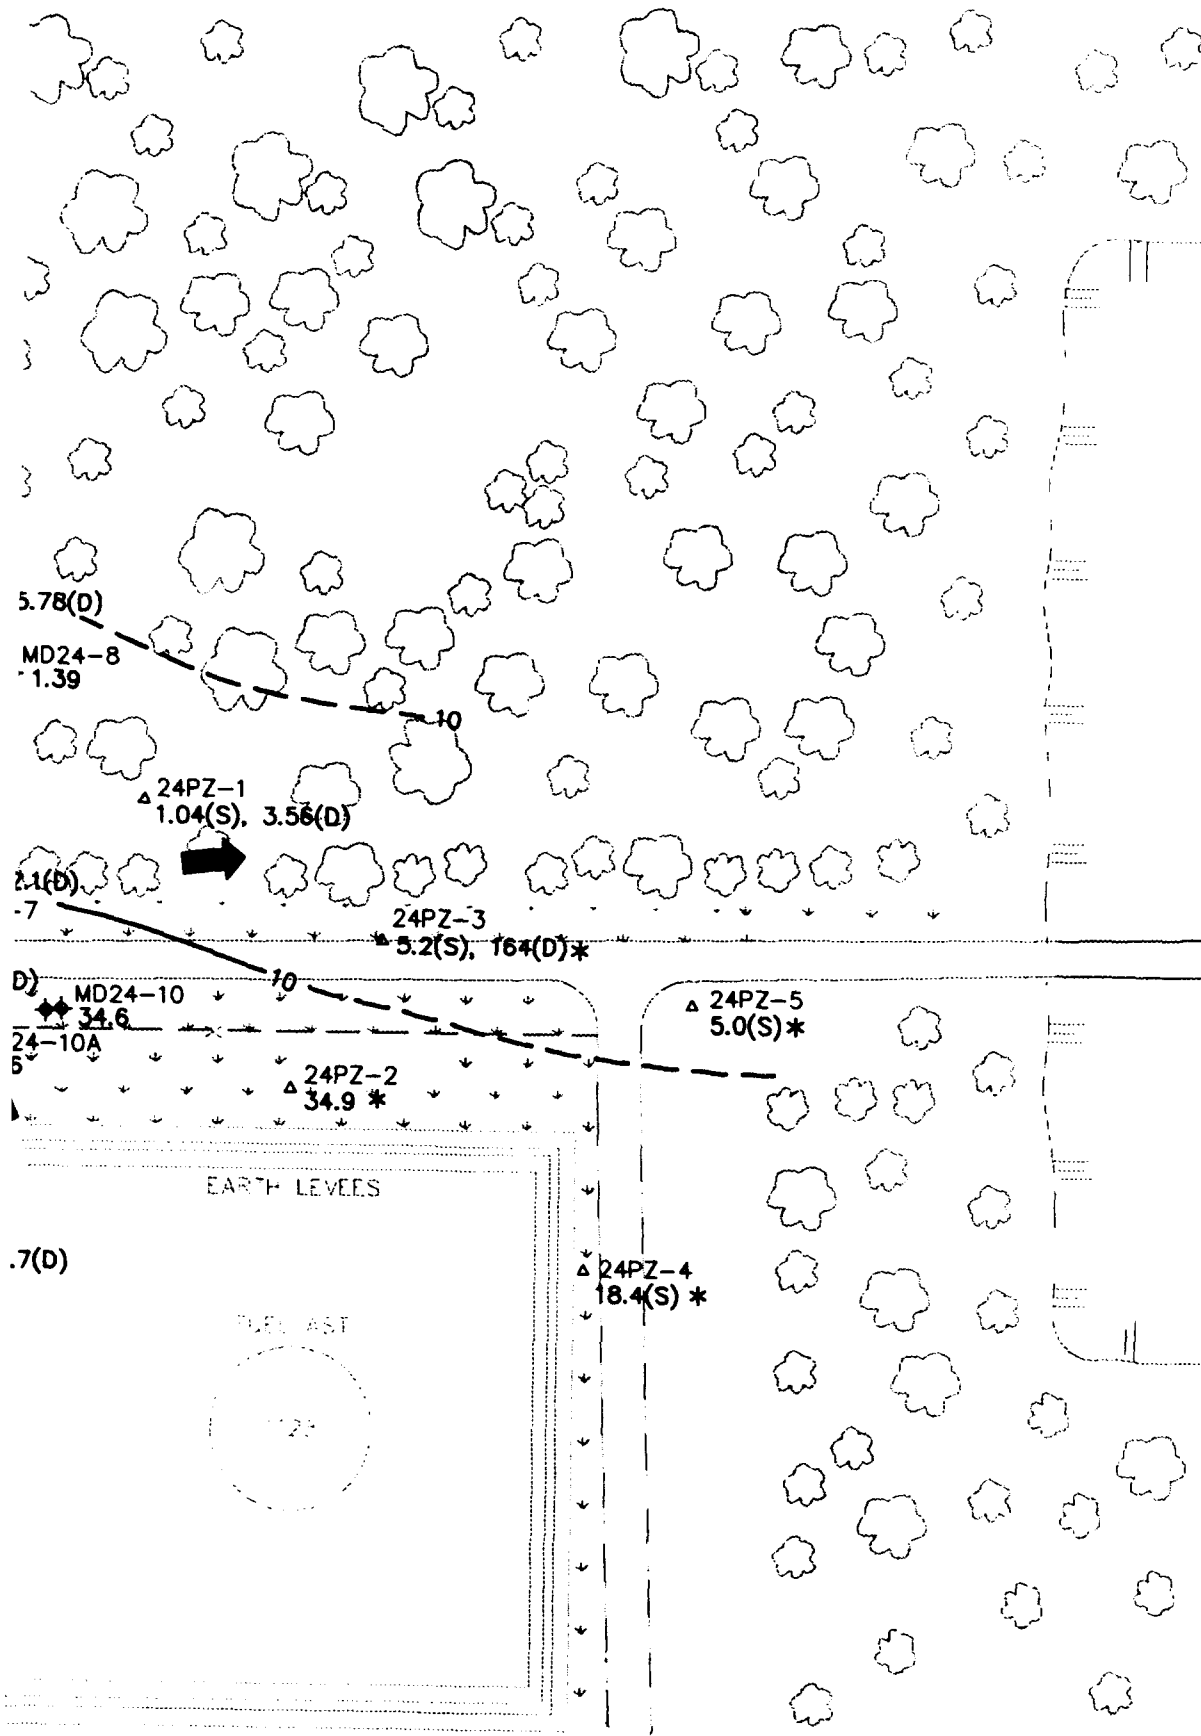 5.78(D)
MD24-8
1.39
10
24PZ-1
1.04(S), 3.56(D)
2.1(D)
-7
24PZ-3
5.2(S), 164(D)*
10
D)
MD24-10
34.6
24-10A
6
24PZ-5
5.0(S)*
24PZ-2
34.9 *
EARTH LEVEES
.7(D)
24PZ-4
18.4(S) *
AST